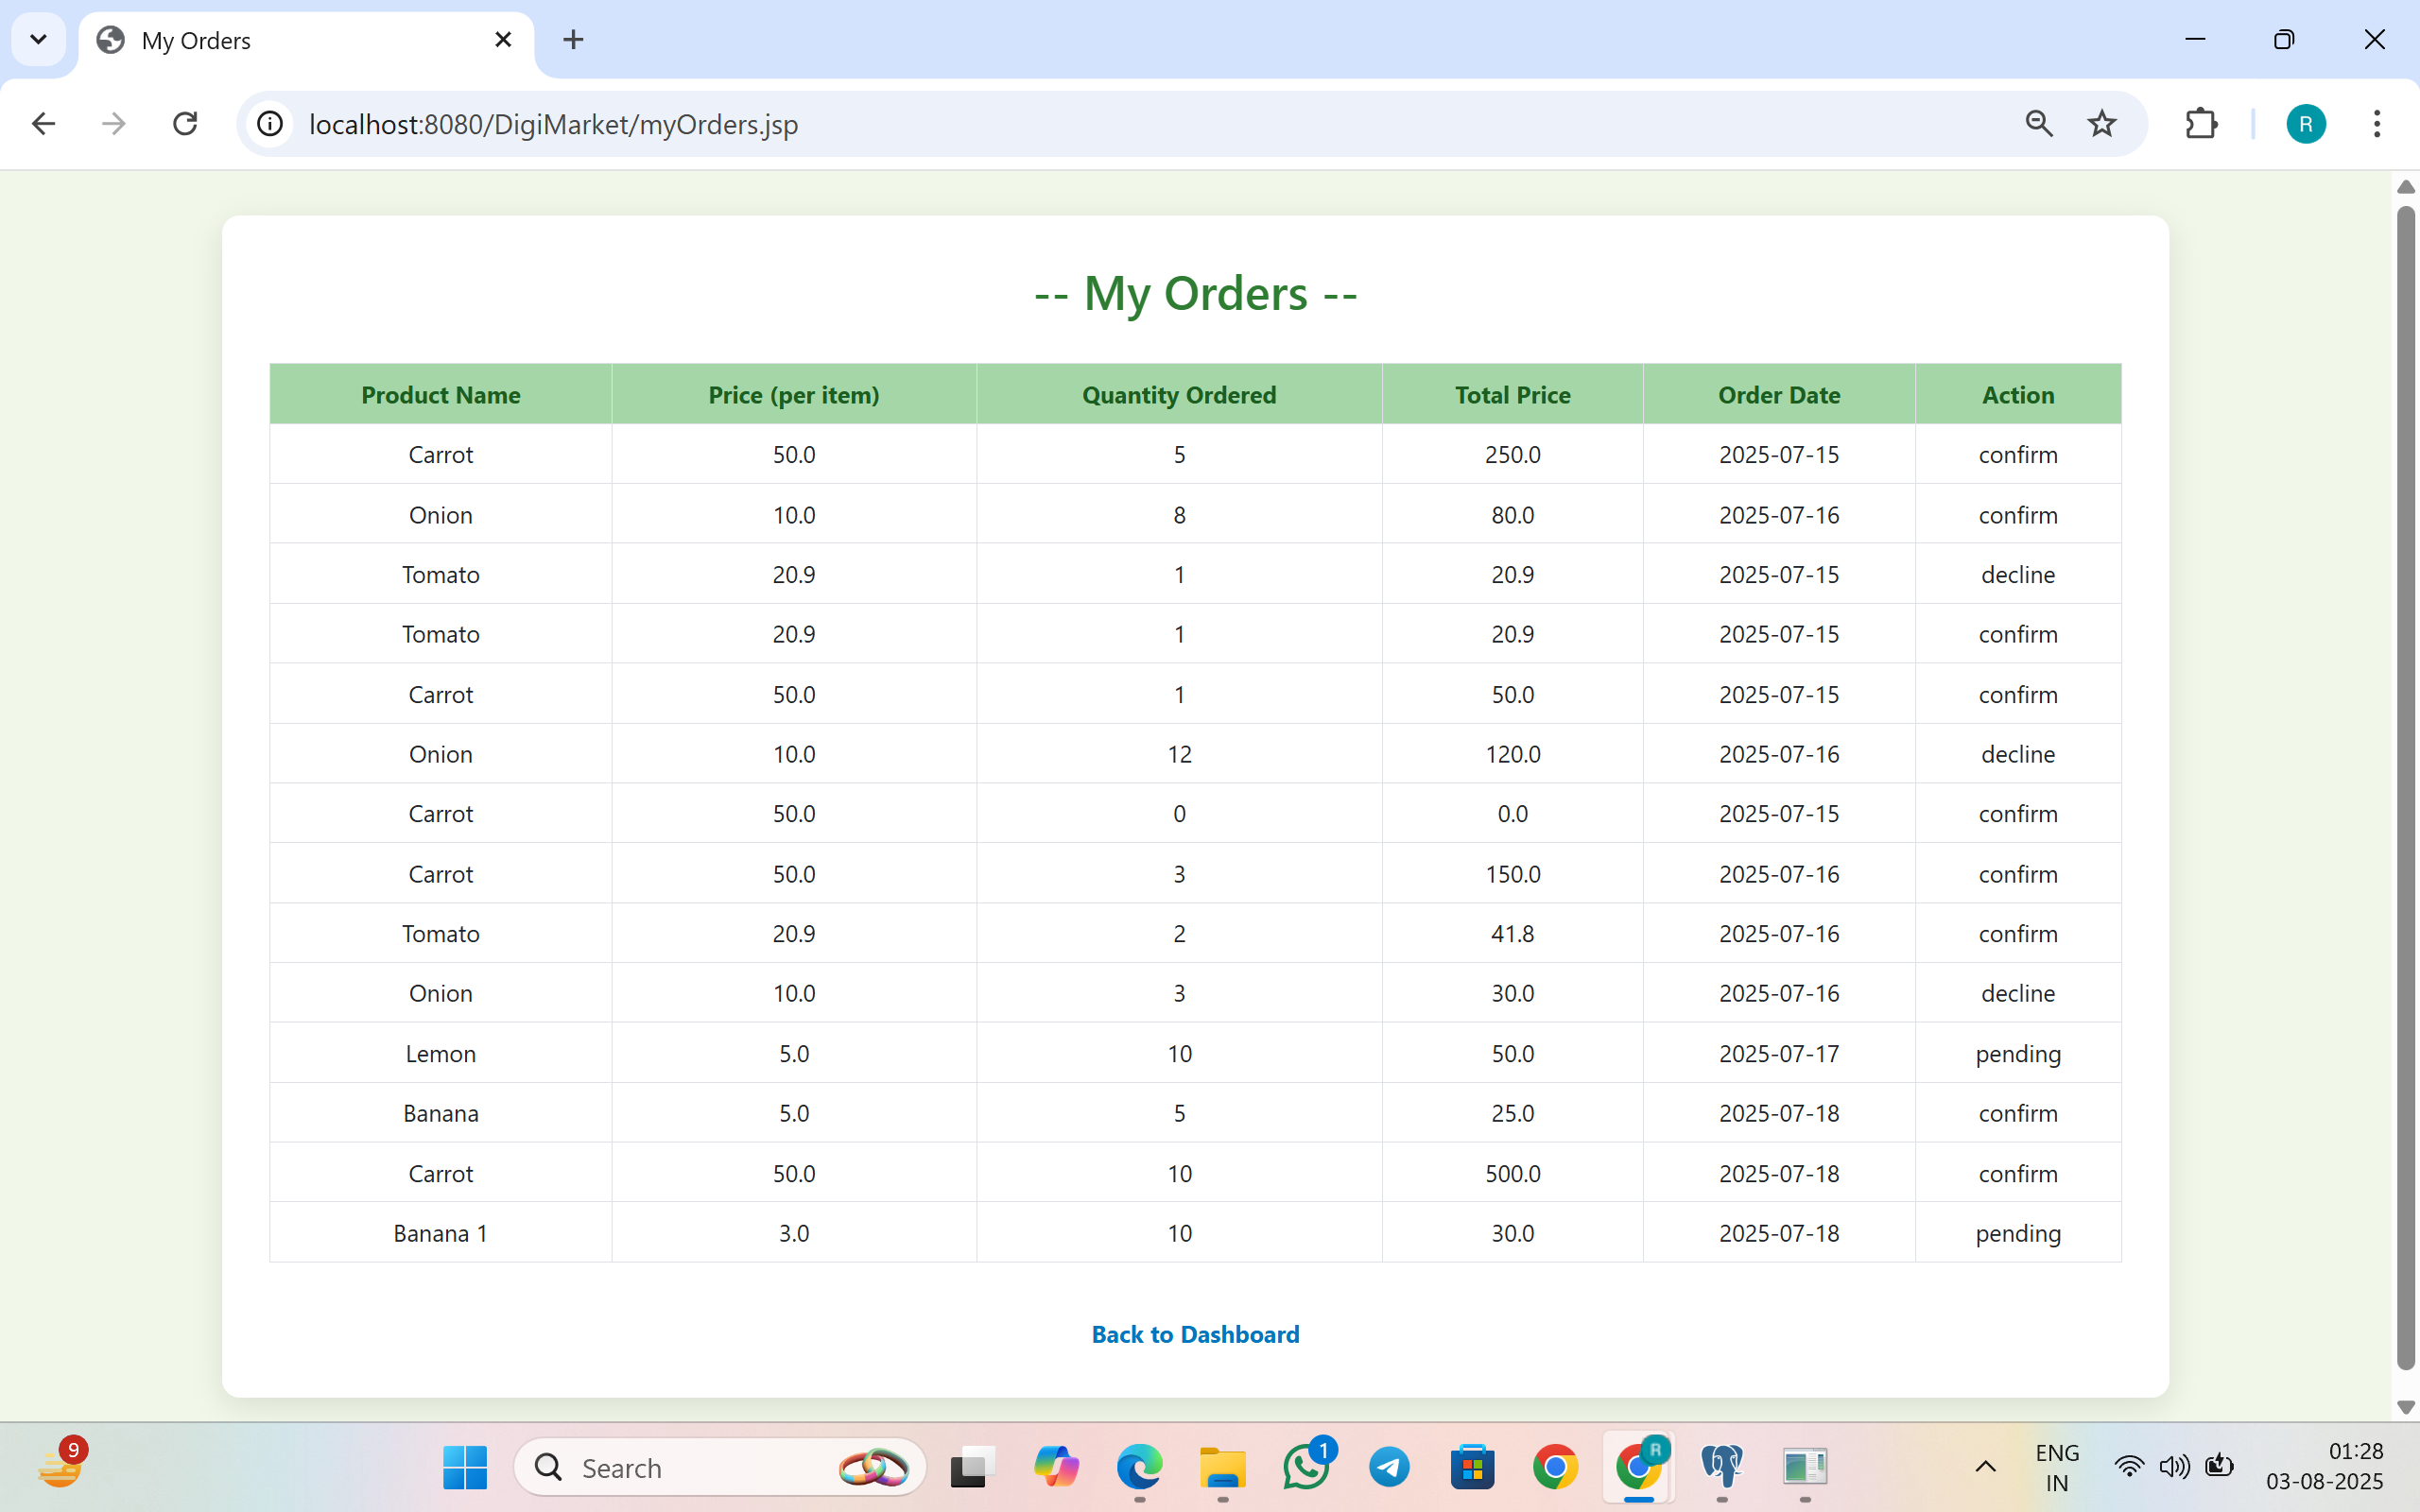 My Orders
localhost:8080/DigiMarket/myOrders.jsp
R
-- My Orders --
Product Name Price (per item) Quantity Ordered Total Price Order Date Action
Carrot 50.0 5 250.0 2025-07-15 confirm
Onion 10.0 8 80.0 2025-07-16 confirm
Tomato 20.9 1 20.9 2025-07-15 decline
Tomato 20.9 1 20.9 2025-07-15 confirm
Carrot 50.0 1 50.0 2025-07-15 confirm
Onion 10.0 12 120.0 2025-07-16 decline
Carrot 50.0 0 0.0 2025-07-15 confirm
Carrot 50.0 3 150.0 2025-07-16 confirm
Tomato 20.9 2 41.8 2025-07-16 confirm
Onion 10.0 3 30.0 2025-07-16 decline
Lemon 5.0 10 50.0 2025-07-17 pending
Banana 5.0 5 25.0 2025-07-18 confirm
Carrot 50.0 10 500.0 2025-07-18 confirm
Banana 1 3.0 10 30.0 2025-07-18 pending
Back to Dashboard
9 Search 1 R ENG 01:28
IN 03-08-2025